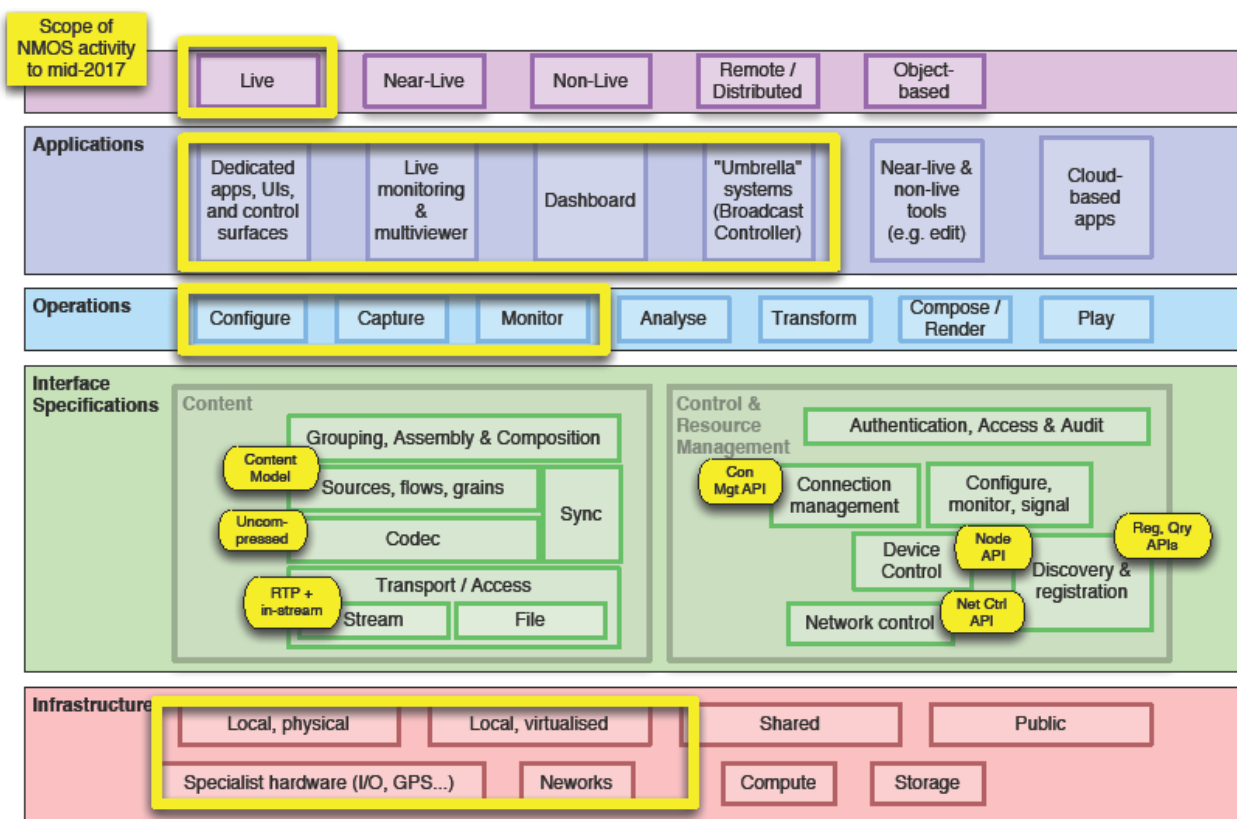 Scope of
NMOS activity
to mid-2017
Live
Near-Live
Non-Live
Remote /
Distributed
Object-
based
Applications
Dedicated
apps, UIs,
and control
surfaces
Live
monitoring
&
multiviewer
Dashboard
"Umbrella"
systems
(Broadcast
Controller)
Near-live &
non-live
tools
(e.g. edit)
Cloud-
based
apps
Operations
Configure
Capture
Monitor
Analyse
Transform
Compose /
Render
Play
Interface
Specifications
Content
Grouping, Assembly & Composition
Content
Model
Sources, flows, grains
Sync
Uncom-
pressed
Codec
Transport / Access
RTP +
in-stream
Stream
File
Control &
Resource
Management
Authentication, Access & Audit
Con
Mgt API
Connection
management
Configure,
monitor, signal
Reg, Qry
APIs
Node
API
Device
Control
Discovery &
registration
Net Ctrl
API
Network control
Infrastructure
Local, physical
Local, virtualised
Shared
Public
Specialist hardware (I/O, GPS...)
Neworks
Compute
Storage